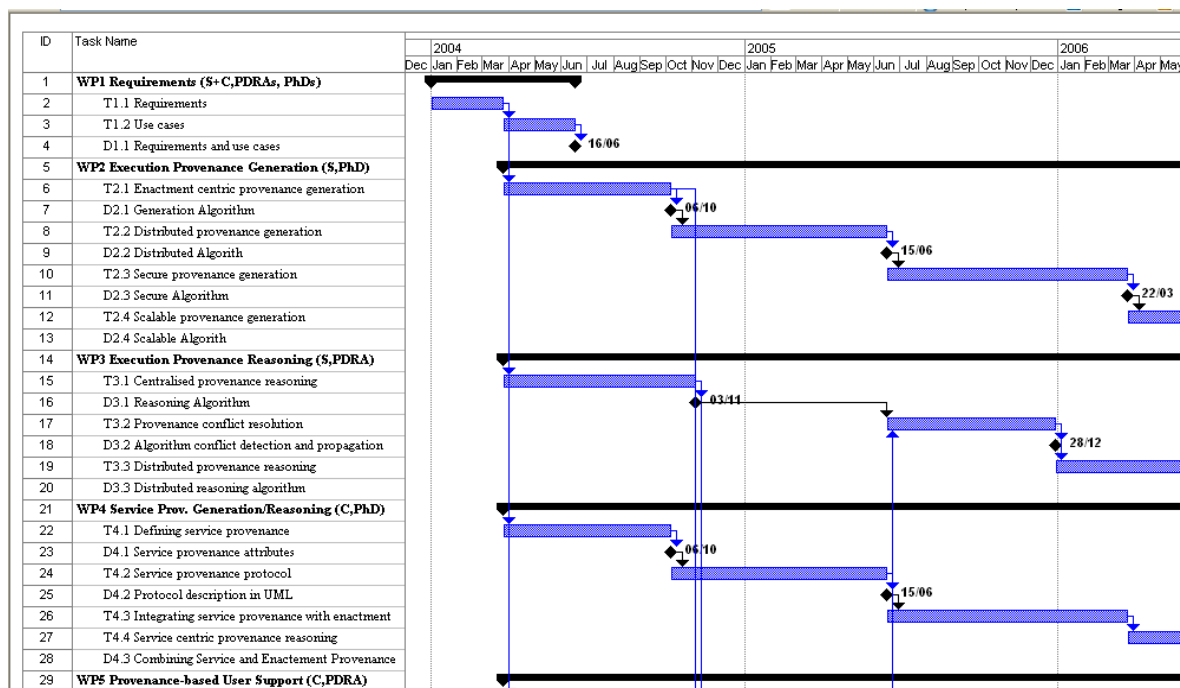 ID Task Name
2004 2005 2006
Dec Jan Feb Mar Apr May Jun Jul Aug Sep Oct Nov Dec Jan Feb Mar Apr May Jun Jul Aug Sep Oct Nov Dec Jan Feb Mar Apr May
1 WP1 Requirements (S+C,PDRAs, PhDs)
2 T1.1 Requirements
3 T1.2 Use cases
4 D1.1 Requirements and use cases 16/06
5 WP2 Execution Provenance Generation (S,PhD)
6 T2.1 Enactment centric provenance generation
7 D2.1 Generation Algorithm 06/10
8 T2.2 Distributed provenance generation
9 D2.2 Distributed Algorith 15/06
10 T2.3 Secure provenance generation
11 D2.3 Secure Algorithm 22/03
12 T2.4 Scalable provenance generation
13 D2.4 Scalable Algorith
14 WP3 Execution Provenance Reasoning (S,PDRA)
15 T3.1 Centralised provenance reasoning
16 D3.1 Reasoning Algorithm 03/11
17 T3.2 Provenance conflict resolution
18 D3.2 Algorithm conflict detection and propagation 28/12
19 T3.3 Distributed provenance reasoning
20 D3.3 Distributed reasoning algorithm
21 WP4 Service Prov. Generation/Reasoning (C,PhD)
22 T4.1 Defining service provenance
23 D4.1 Service provenance attributes 06/10
24 T4.2 Service provenance protocol
25 D4.2 Protocol description in UML 15/06
26 T4.3 Integrating service provenance with enactment
27 T4.4 Service centric provenance reasoning
28 D4.3 Combining Service and Enactement Provenance
29 WP5 Provenance-based User Support (C,PDRA)